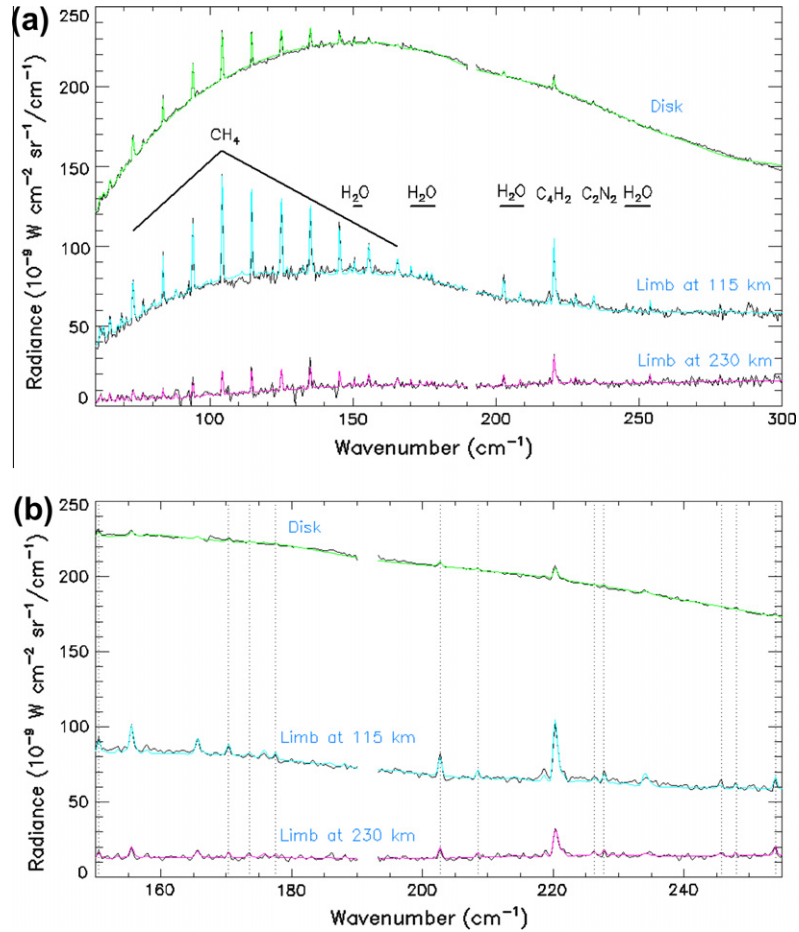 (a)
250
200
150
100
50
0
Radiance (10⁻⁹ W cm⁻² sr⁻¹/cm⁻¹)
Disk
CH₄
H₂O H₂O H₂O C₄H₂ C₂N₂ H₂O
Limb at 115 km
Limb at 230 km
100 150 200 250 300
Wavenumber (cm⁻¹)
(b)
250
200
150
100
50
0
Radiance (10⁻⁹ W cm⁻² sr⁻¹/cm⁻¹)
Disk
Limb at 115 km
Limb at 230 km
160 180 200 220 240
Wavenumber (cm⁻¹)